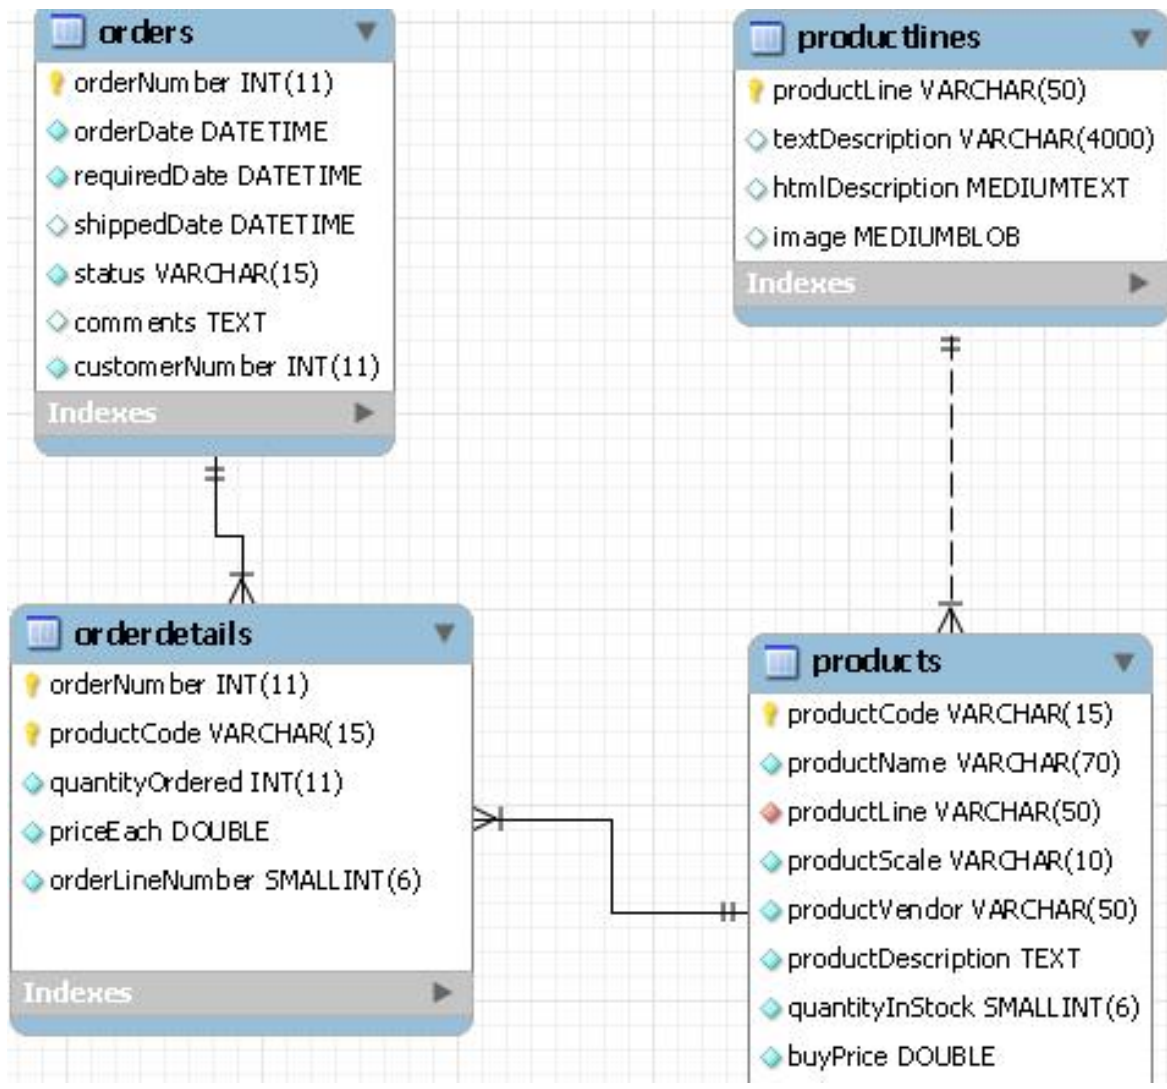 orders
orderNumber INT(11)
orderDate DATETIME
requiredDate DATETIME
shippedDate DATETIME
status VARCHAR(15)
comments TEXT
customerNumber INT(11)
Indexes
productlines
productLine VARCHAR(50)
textDescription VARCHAR(4000)
htmlDescription MEDIUMTEXT
image MEDIUMBLOB
Indexes
orderdetails
orderNumber INT(11)
productCode VARCHAR(15)
quantityOrdered INT(11)
priceEach DOUBLE
orderLineNumber SMALLINT(6)
Indexes
products
productCode VARCHAR(15)
productName VARCHAR(70)
productLine VARCHAR(50)
productScale VARCHAR(10)
productVendor VARCHAR(50)
productDescription TEXT
quantityInStock SMALLINT(6)
buyPrice DOUBLE